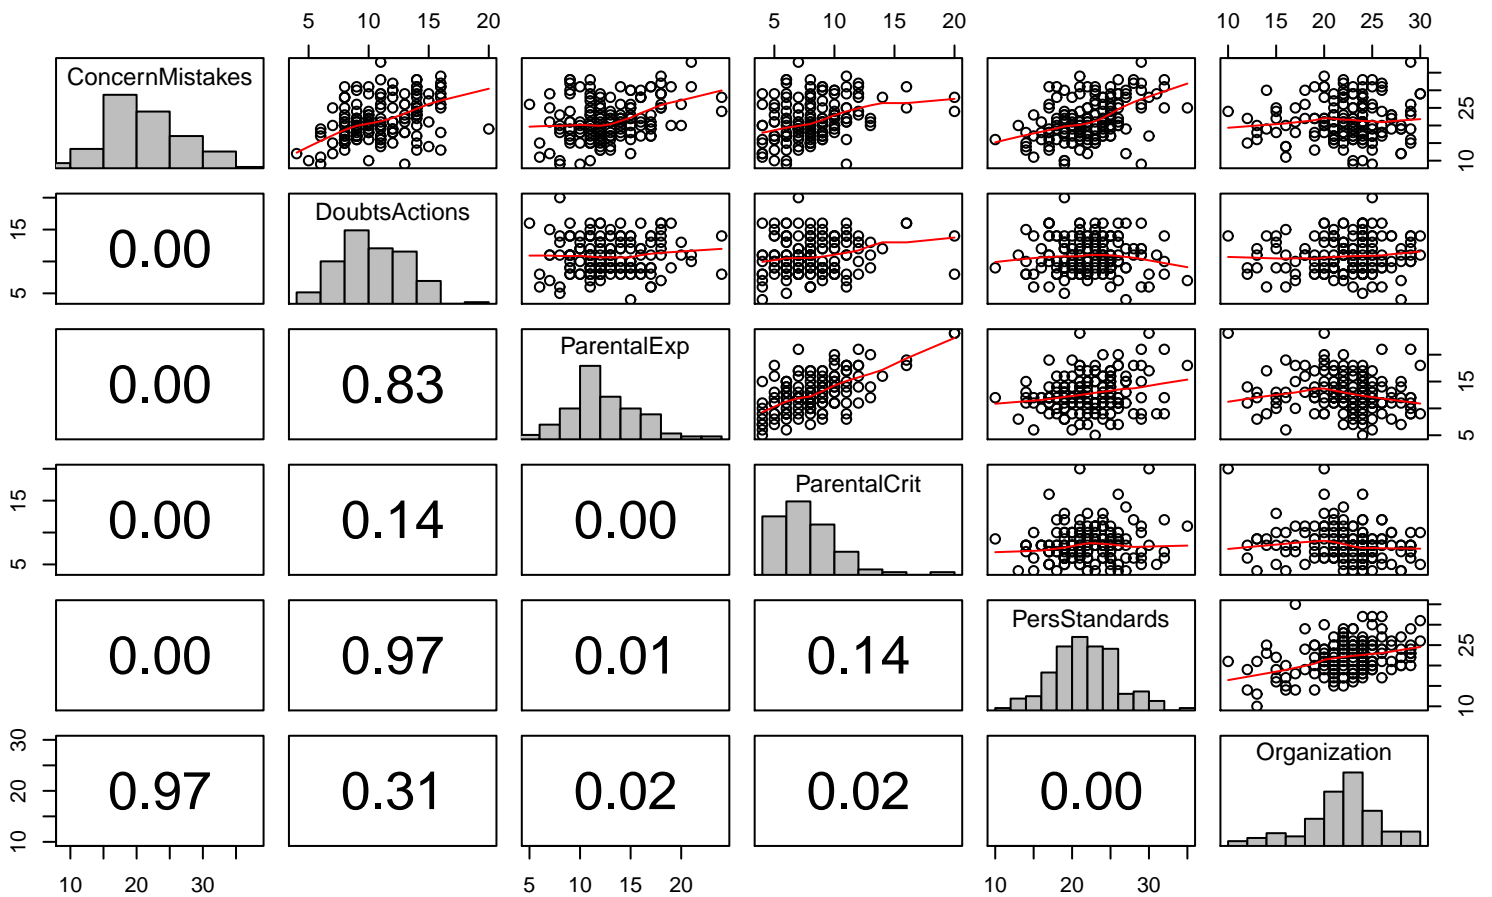 5 10 15 20 5 10 15 20 10 15 20 25 30
ConcernMistakes
10 25
5 15
DoubtsActions
0.00
ParentalExp
0.00 0.83
5 15
5 15
ParentalCrit
0.00 0.14 0.00
PersStandards
0.00 0.97 0.01 0.14
10 25
10 20 30
Organization
0.97 0.31 0.02 0.02 0.00
10 20 30 5 10 15 20 10 20 30